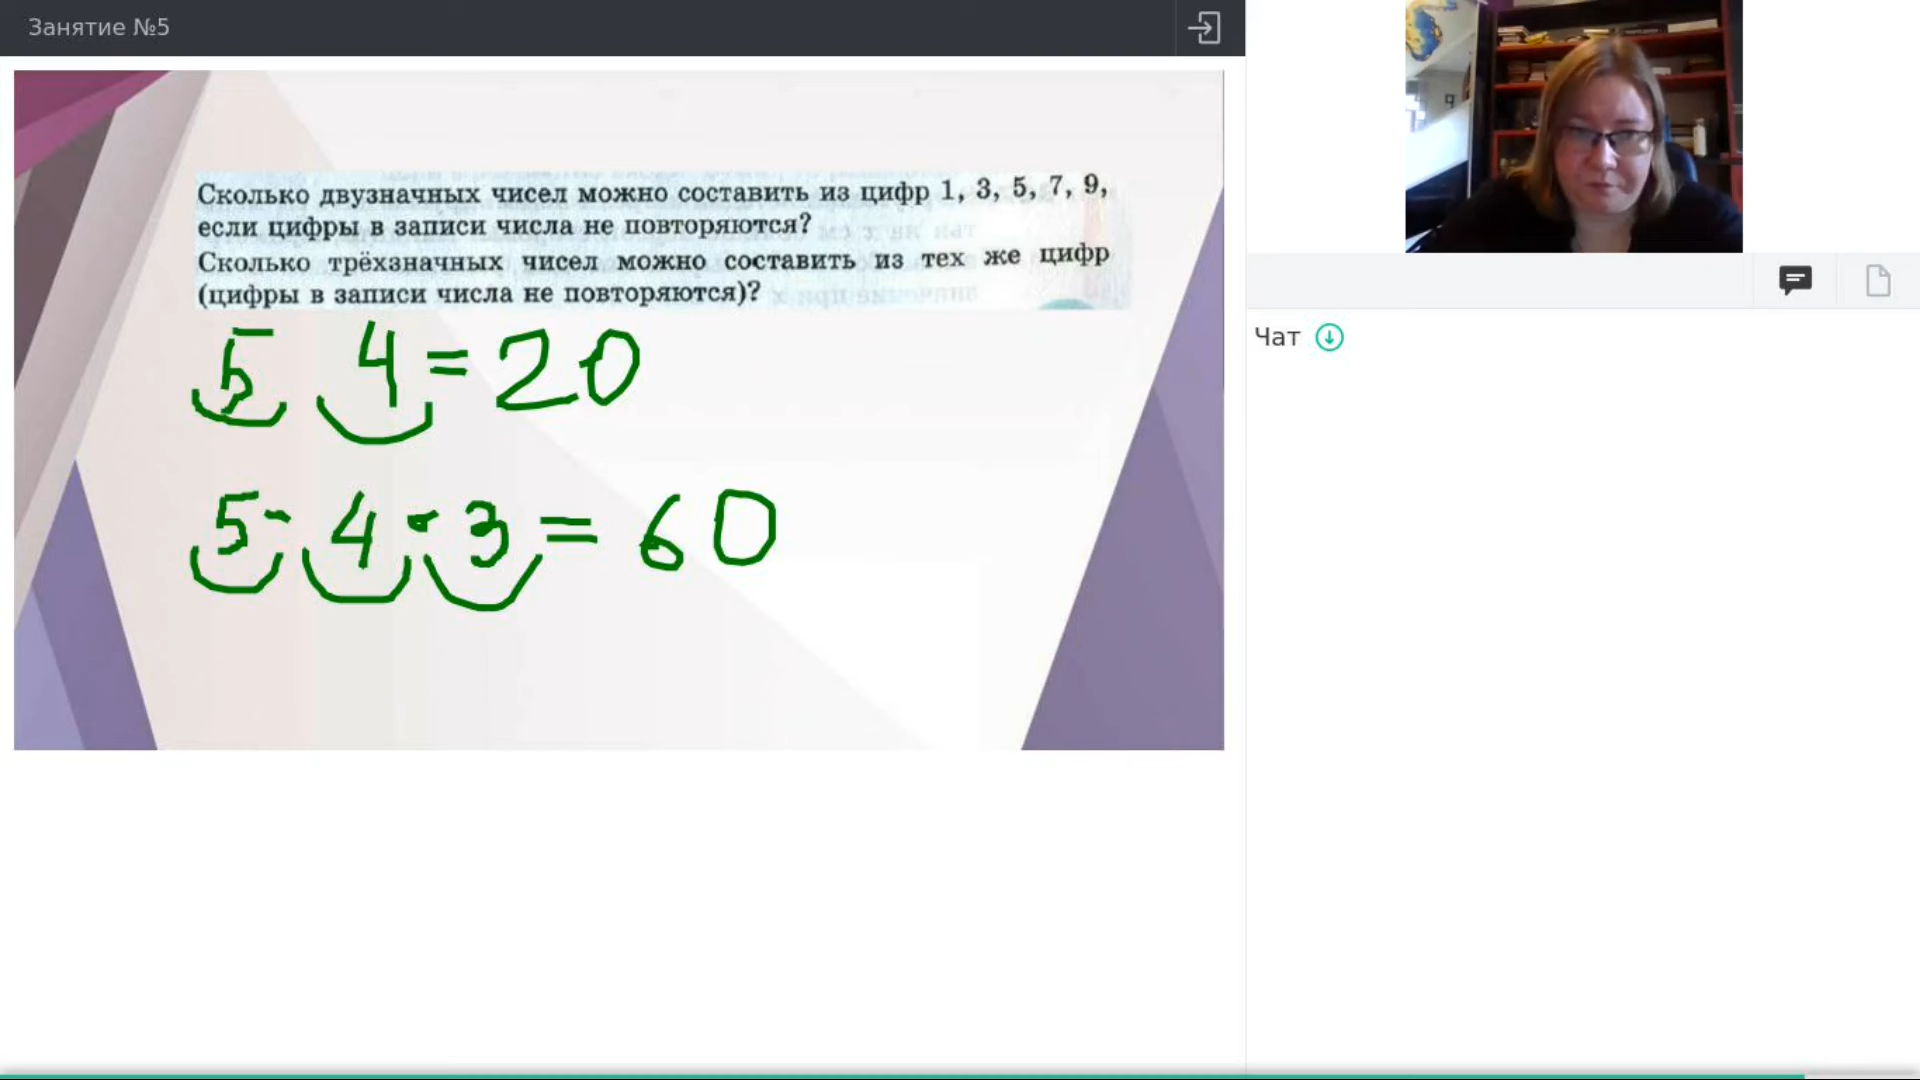 Занятие №5
Сколько двузначных чисел можно составить из цифр 1, 3, 5, 7, 9,
если цифры в записи числа не повторяются?
Сколько трёхзначных чисел можно составить из тех же цифр
(цифры в записи числа не повторяются)?
5 4 = 20
5 · 4 · 3 = 60
Чат